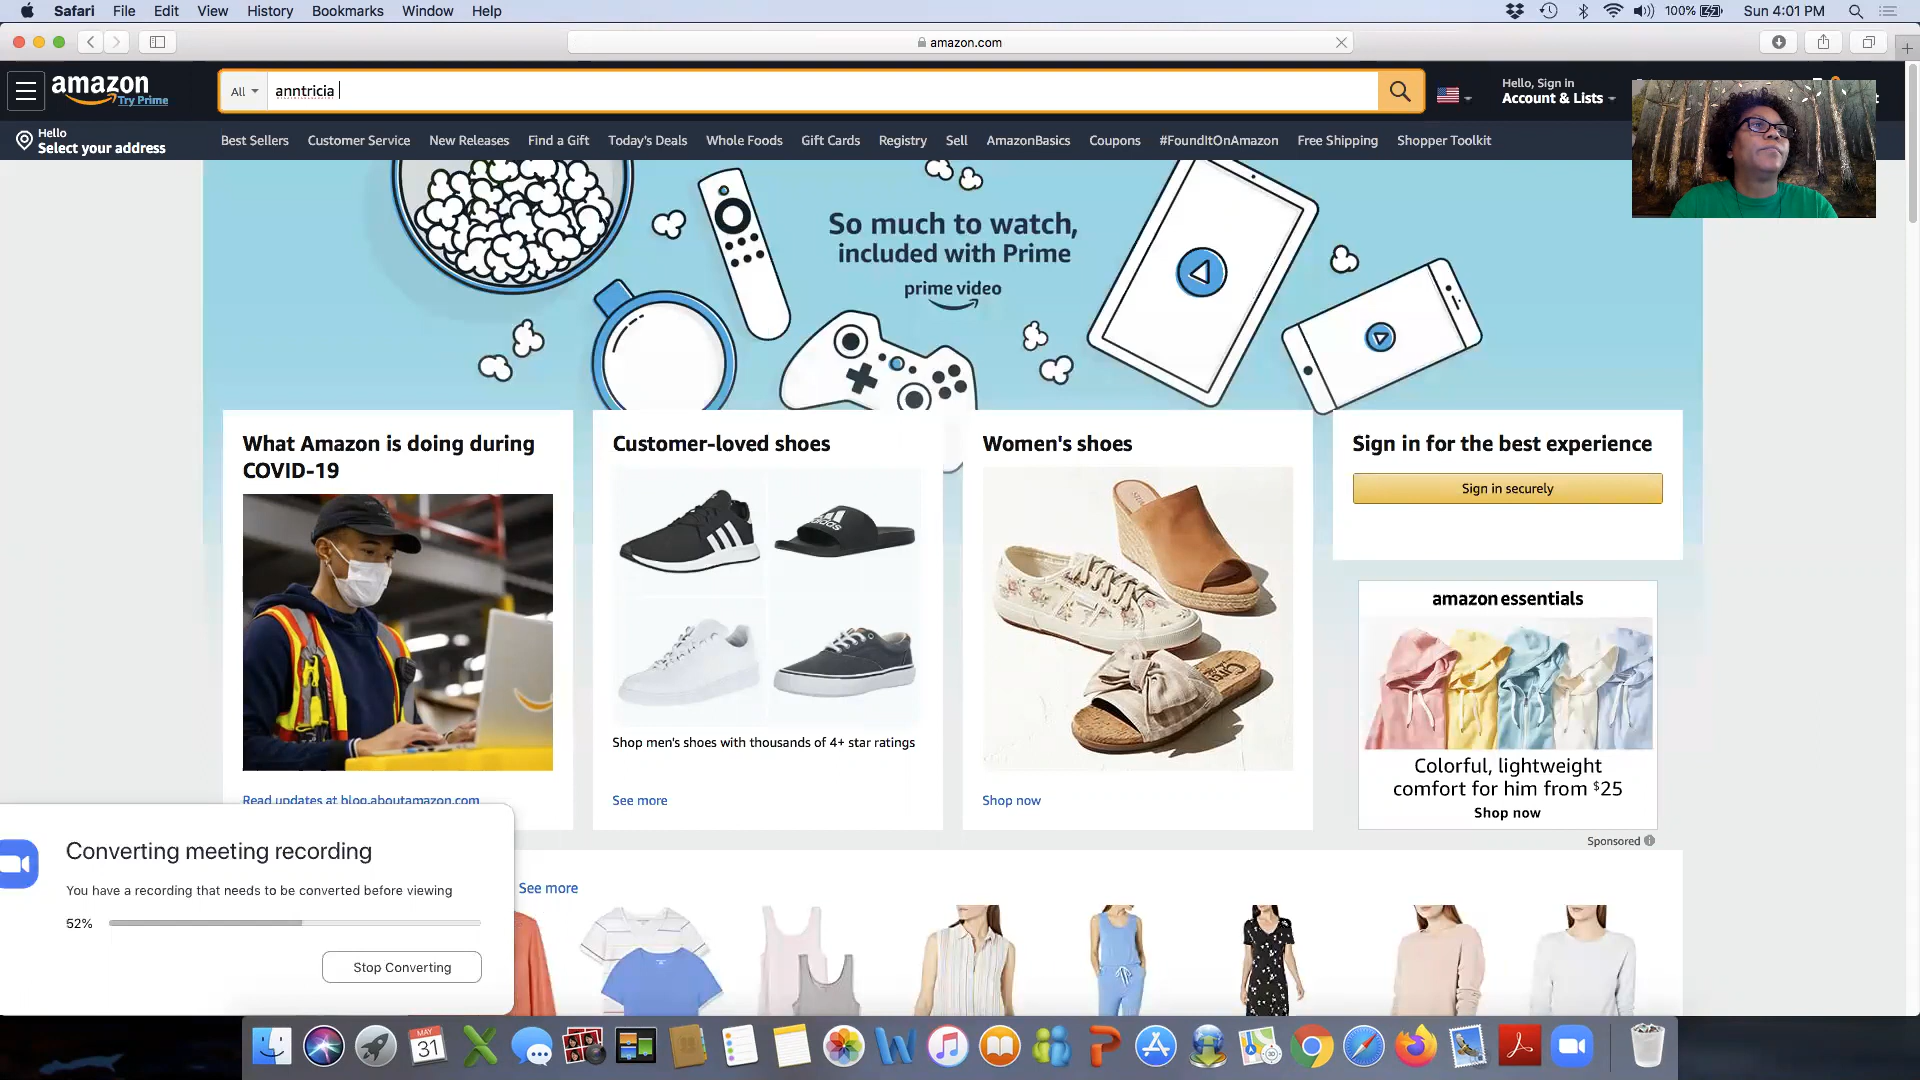 Safari File Edit View History Bookmarks Window Help 100% Sun 4:01 PM
amazon.com
amazon
Try Prime
All
anntricia
Hello, Sign in
Account & Lists
Hello
Select your address
Best Sellers Customer Service New Releases Find a Gift Today's Deals Whole Foods Gift Cards Registry Sell AmazonBasics Coupons #FoundItOnAmazon Free Shipping Shopper Toolkit
So much to watch,
included with Prime
prime video
What Amazon is doing during
COVID-19
Read updates at blog.aboutamazon.com
Customer-loved shoes
adidas
Shop men's shoes with thousands of 4+ star ratings
See more
Women's shoes
Shop now
Sign in for the best experience
Sign in securely
amazon essentials
Colorful, lightweight
comfort for him from $25
Shop now
Sponsored
See more
Converting meeting recording
You have a recording that needs to be converted before viewing
52%
Stop Converting
MAY
31